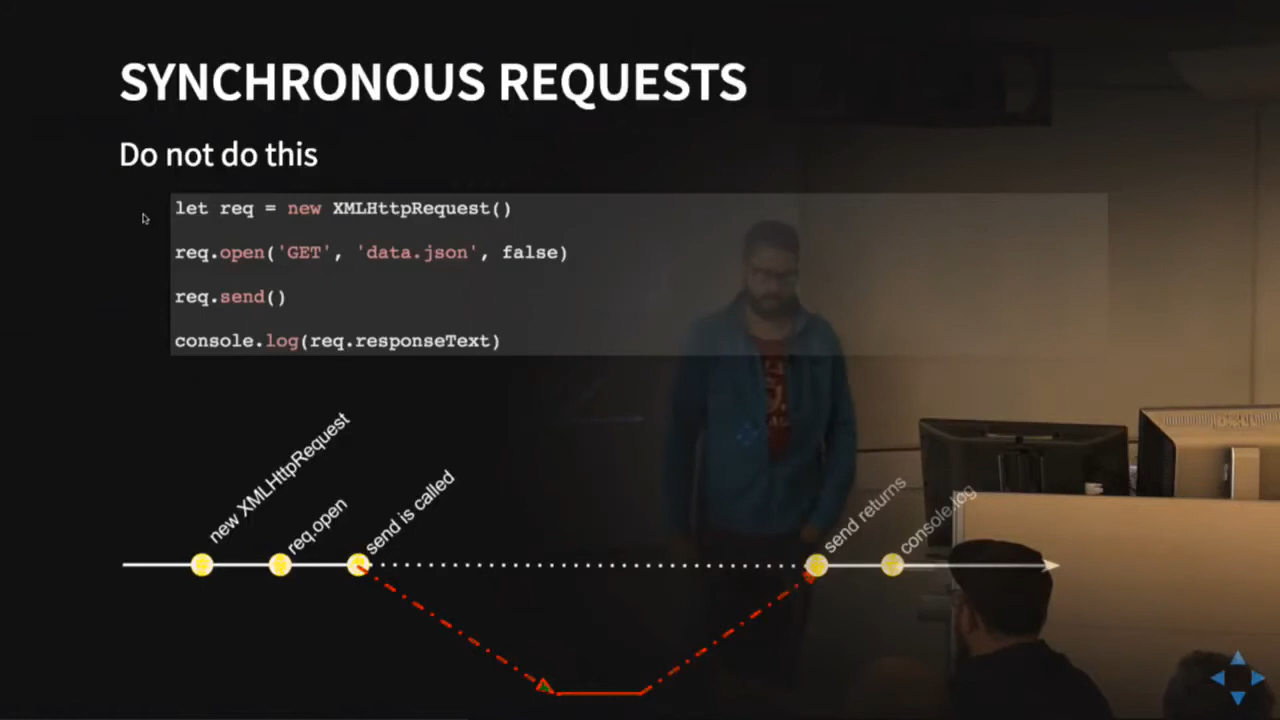 SYNCHRONOUS REQUESTS
Do not do this
let req = new XMLHttpRequest()
req.open('GET', 'data.json', false)
req.send()
console.log(req.responseText)
new XMLHttpRequest
req.open
send is called
send returns
console.log